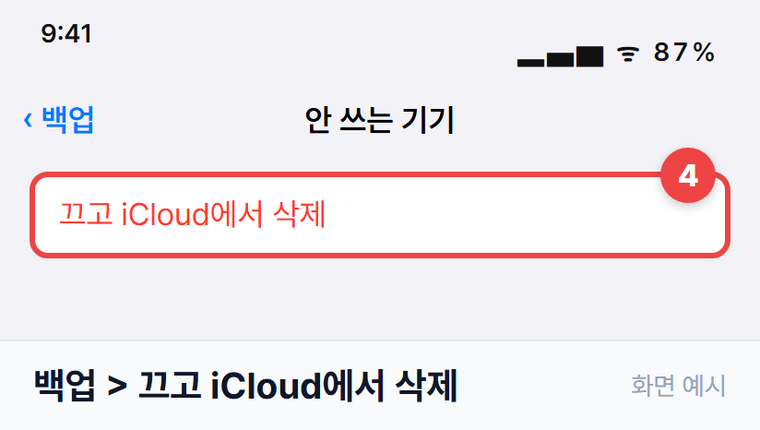 9:41
87%
‹ 백업
안 쓰는 기기
4
끄고 iCloud에서 삭제
백업 > 끄고 iCloud에서 삭제
화면 예시